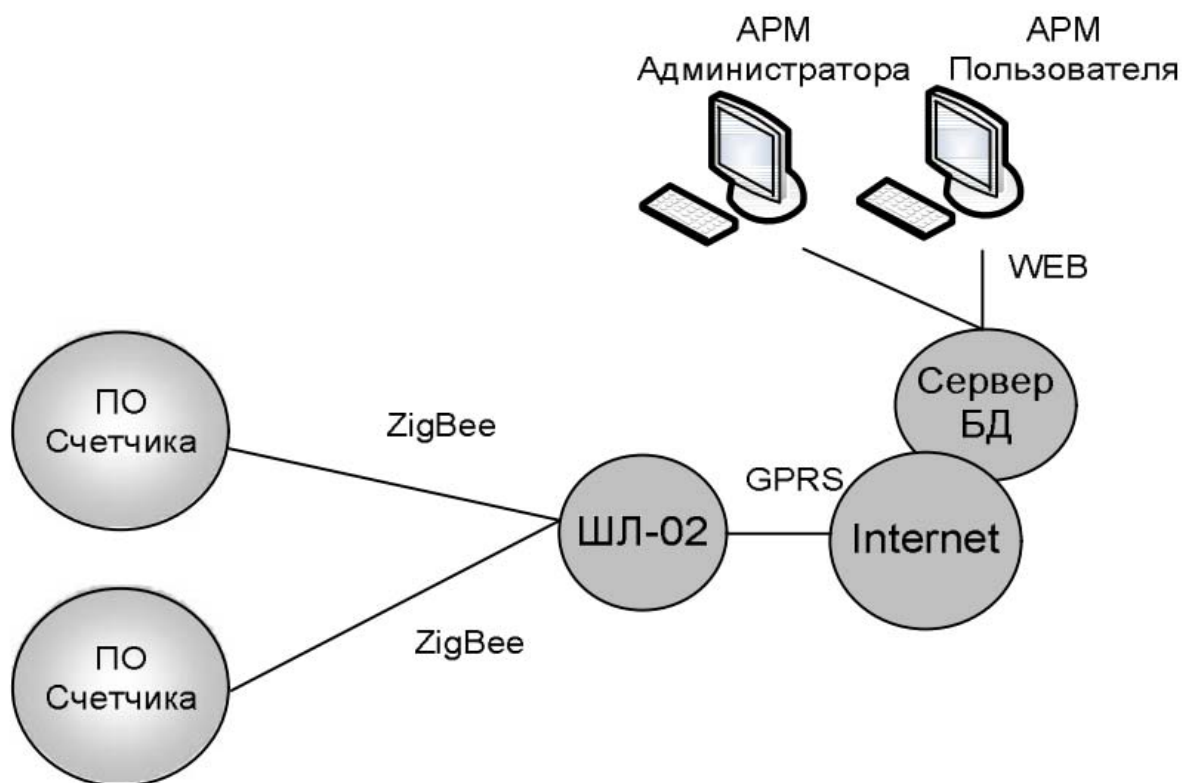 АРМ
Администратора
АРМ
Пользователя
WEB
Сервер
БД
ПО
Счетчика
ZigBee
GPRS
ШЛ-02
Internet
ZigBee
ПО
Счетчика